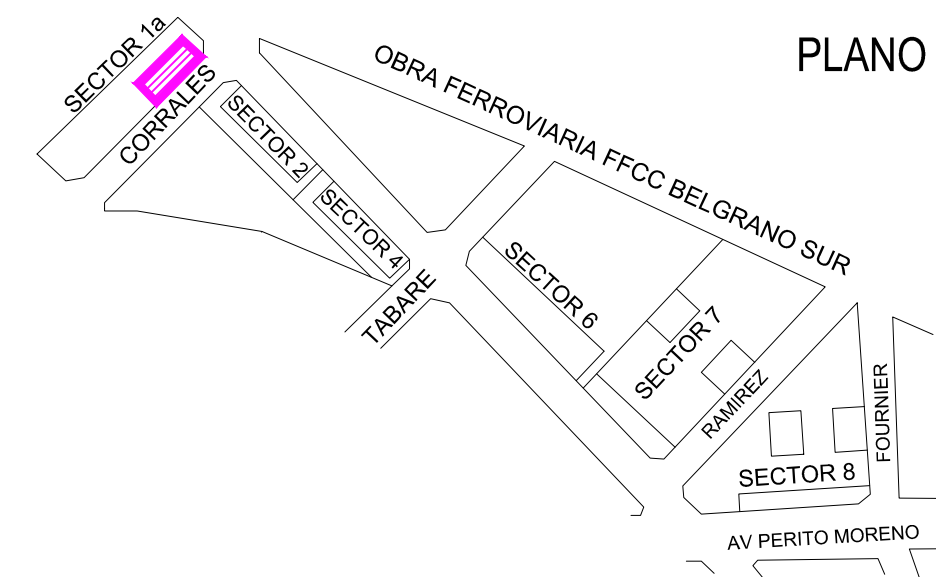 PLANO
SECTOR 1a
CORRALES
OBRA FERROVIARIA FFCC BELGRANO SUR
SECTOR 2
SECTOR 4
TABARE
SECTOR 6
SECTOR 7
RAMIREZ
FOURNIER
SECTOR 8
AV PERITO MORENO